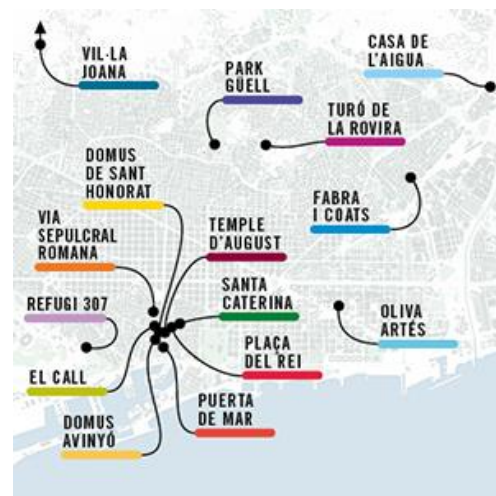 VIL·LA
JOANA
CASA DE
L'AIGUA
PARK
GÜELL
TURÓ DE
LA ROVIRA
DOMUS
DE SANT
HONORAT
FABRA
I COATS
VIA
SEPULCRAL
ROMANA
TEMPLE
D'AUGUST
REFUGI 307
SANTA
CATERINA
OLIVA
ARTÉS
PLAÇA
DEL REI
EL CALL
PUERTA
DE MAR
DOMUS
AVINYÓ